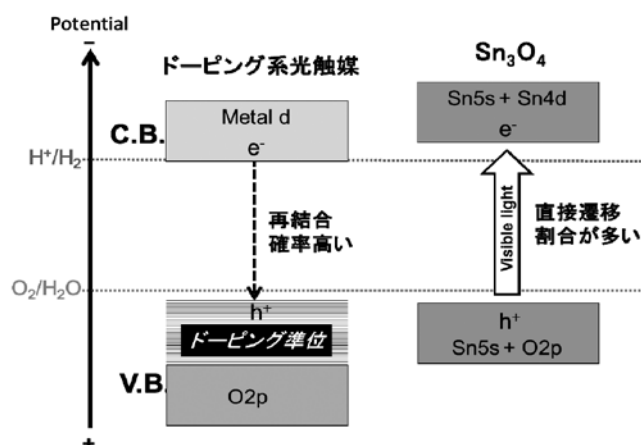 Potential
−
ドーピング系光触媒
Sn3O4
C.B.
Metal d
e-
Sn5s + Sn4d
e-
H+/H2
再結合
確率高い
Visible light
直接遷移
割合が多い
O2/H2O
h+
ドーピング準位
h+
Sn5s + O2p
V.B.
O2p
+